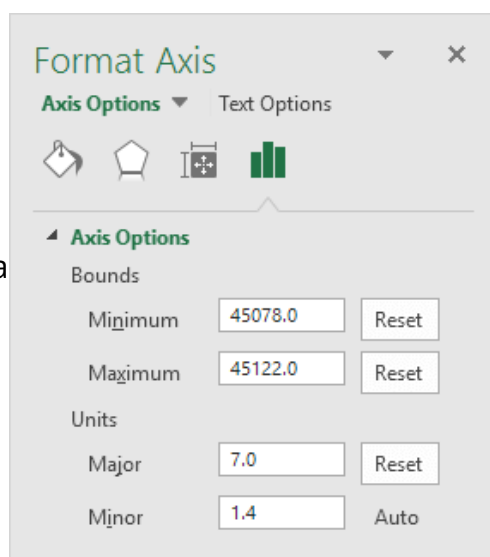 Format Axis
Axis Options Text Options
Axis Options
a
Bounds
Minimum 45078.0 Reset
Maximum 45122.0 Reset
Units
Major 7.0 Reset
Minor 1.4 Auto